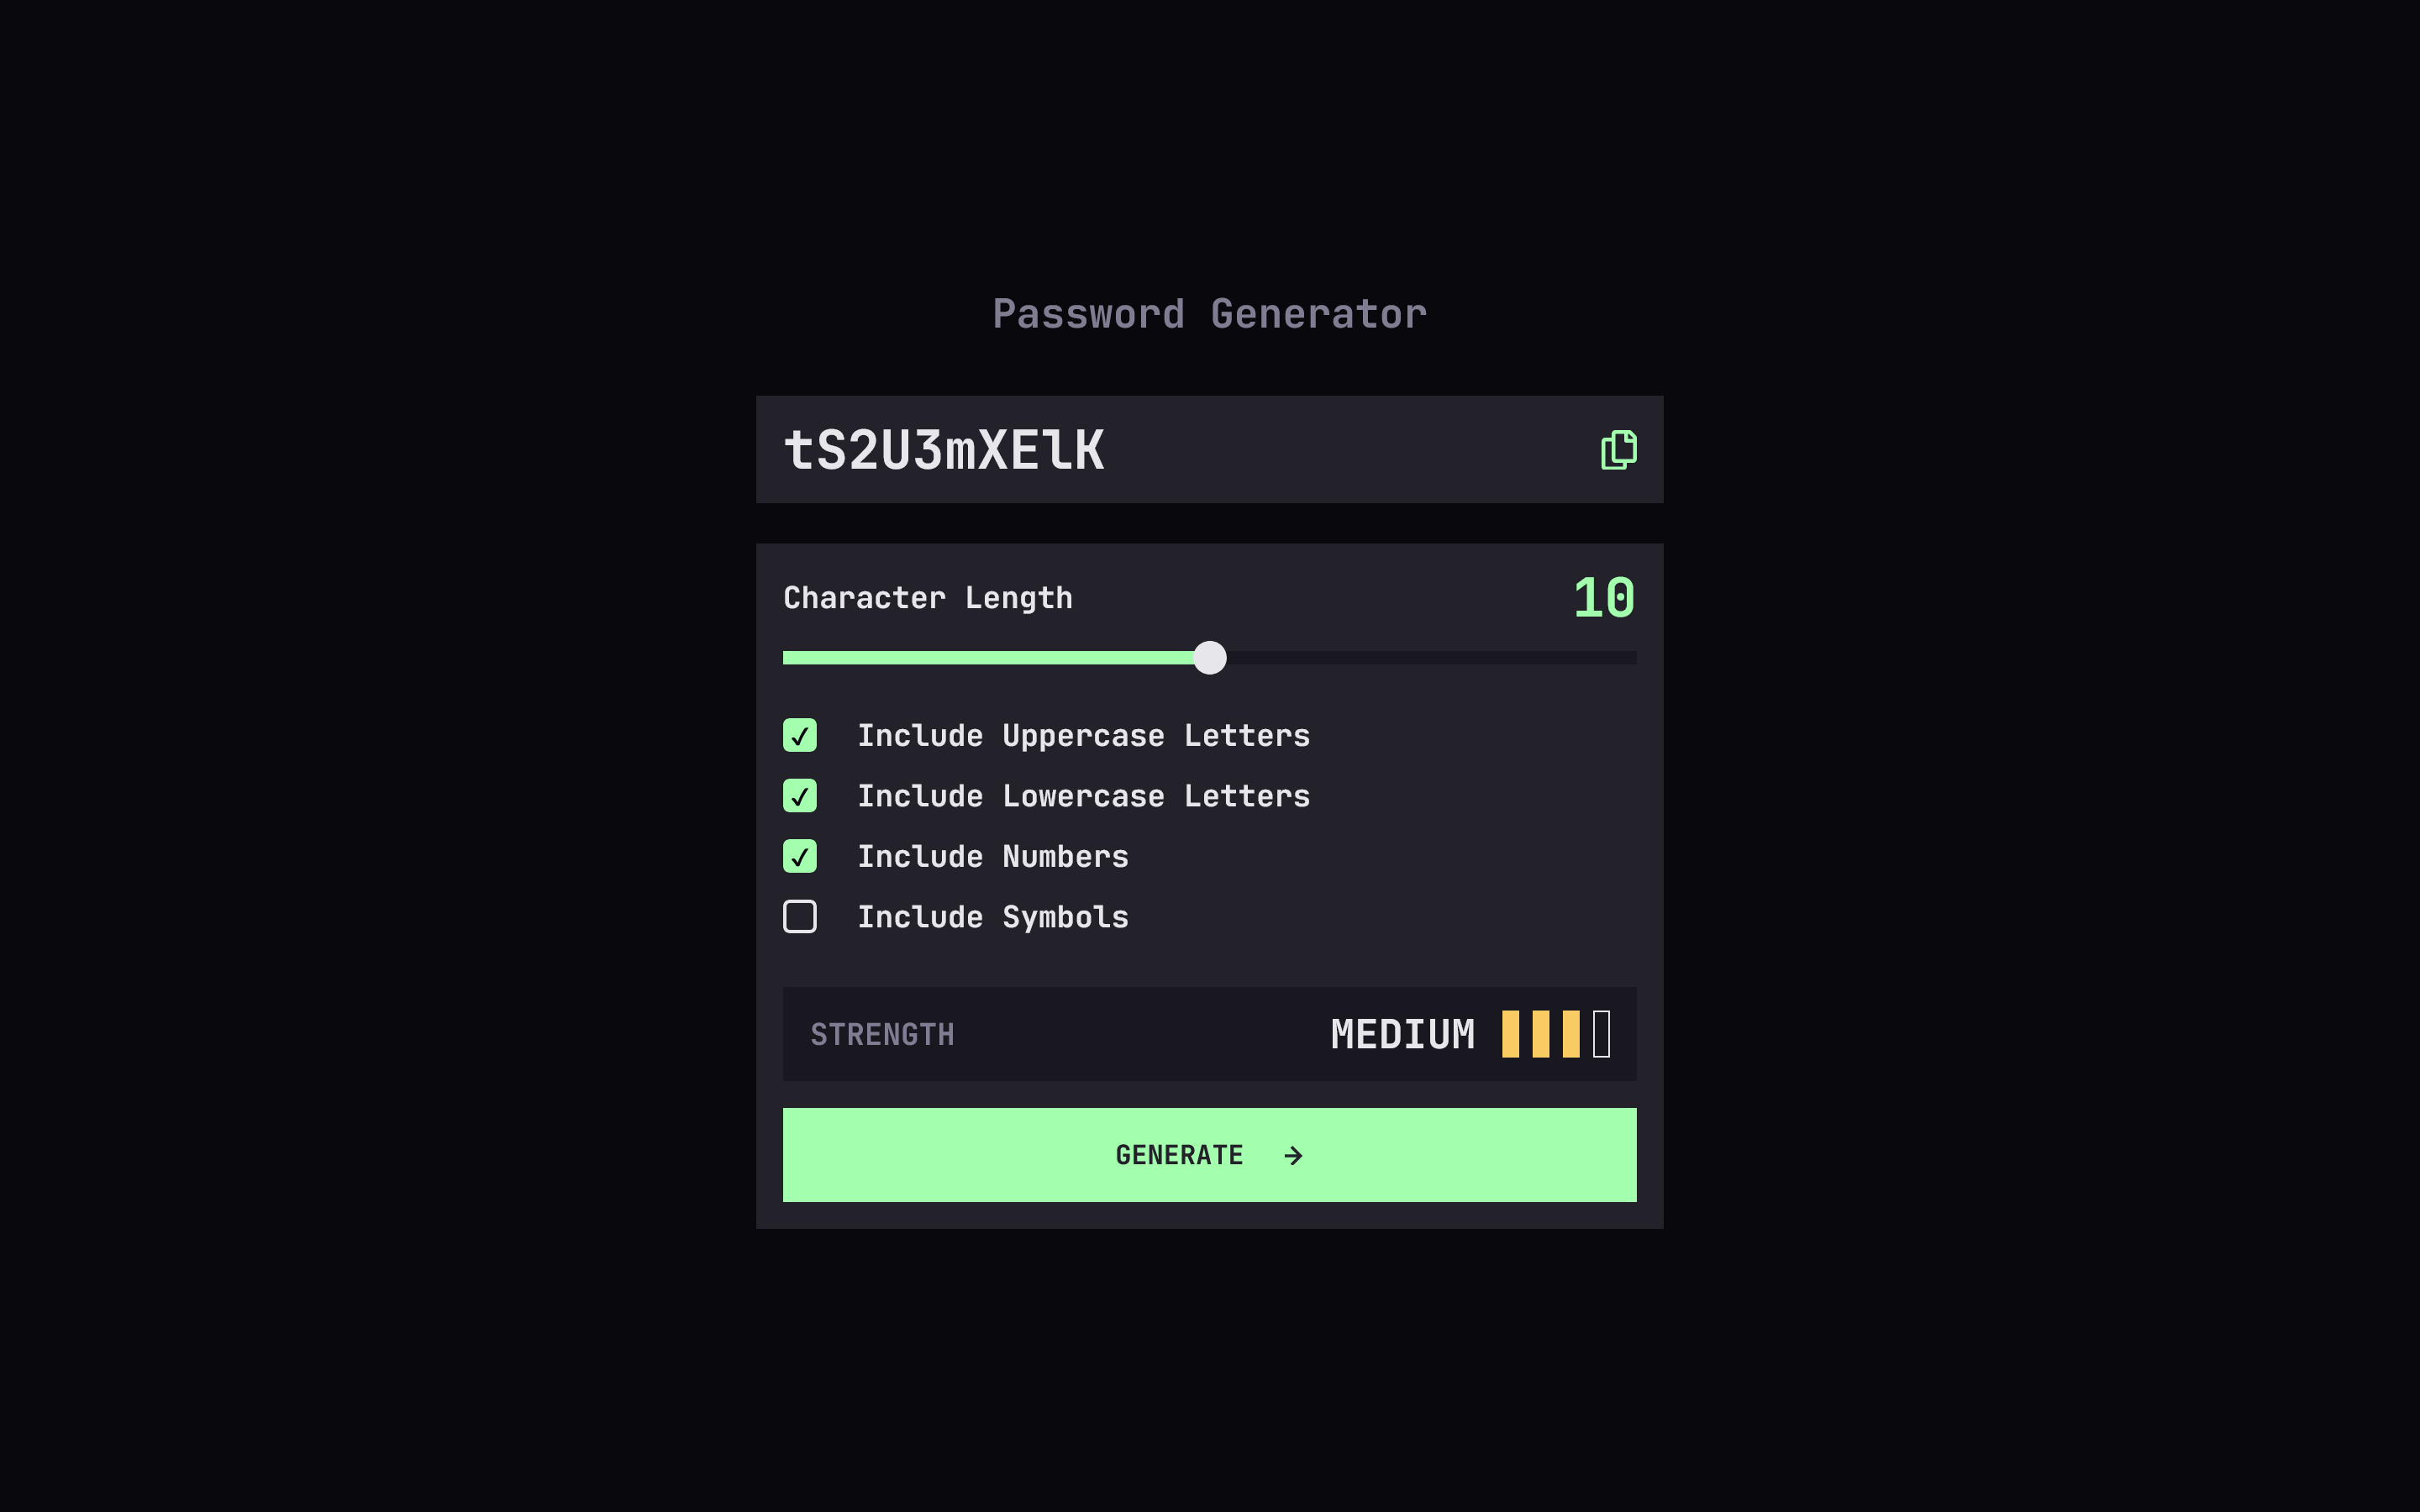 Password Generator
tS2U3mXElK
Character Length 10
Include Uppercase Letters
Include Lowercase Letters
Include Numbers
Include Symbols
STRENGTH MEDIUM
GENERATE →